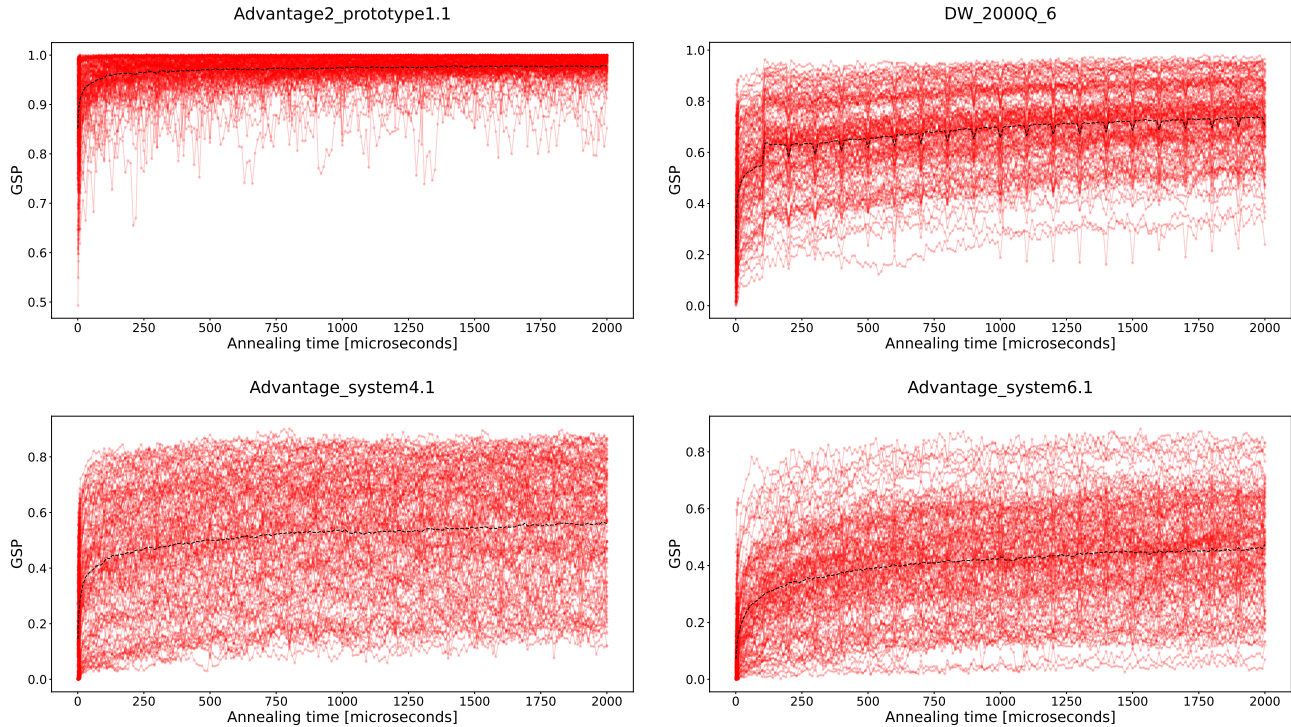 Advantage2_prototype1.1
GSP
1.0
0.9
0.8
0.7
0.6
0.5
0 250 500 750 1000 1250 1500 1750 2000
Annealing time [microseconds]
DW_2000Q_6
GSP
1.0
0.8
0.6
0.4
0.2
0.0
0 250 500 750 1000 1250 1500 1750 2000
Annealing time [microseconds]
Advantage_system4.1
GSP
0.8
0.6
0.4
0.2
0.0
0 250 500 750 1000 1250 1500 1750 2000
Annealing time [microseconds]
Advantage_system6.1
GSP
0.8
0.6
0.4
0.2
0.0
0 250 500 750 1000 1250 1500 1750 2000
Annealing time [microseconds]